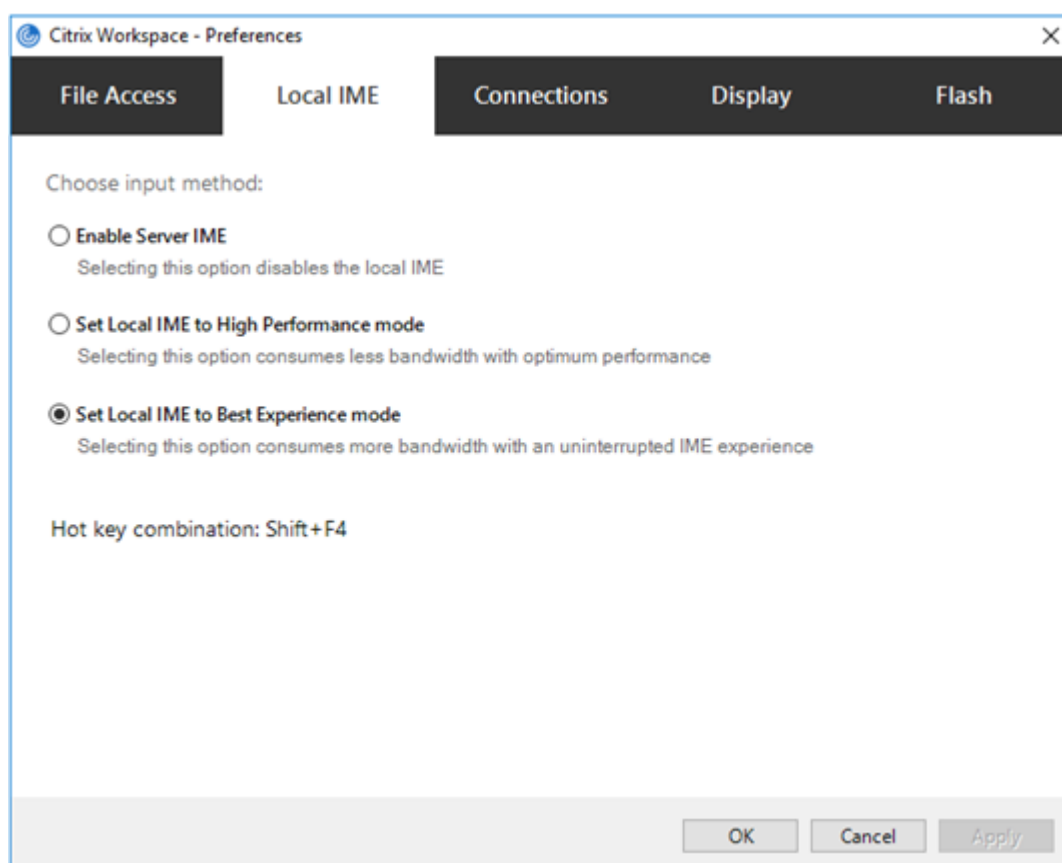 Citrix Workspace - Preferences
File Access Local IME Connections Display Flash
Choose input method:
Enable Server IME
Selecting this option disables the local IME
Set Local IME to High Performance mode
Selecting this option consumes less bandwidth with optimum performance
Set Local IME to Best Experience mode
Selecting this option consumes more bandwidth with an uninterrupted IME experience
Hot key combination: Shift+F4
OK Cancel Apply